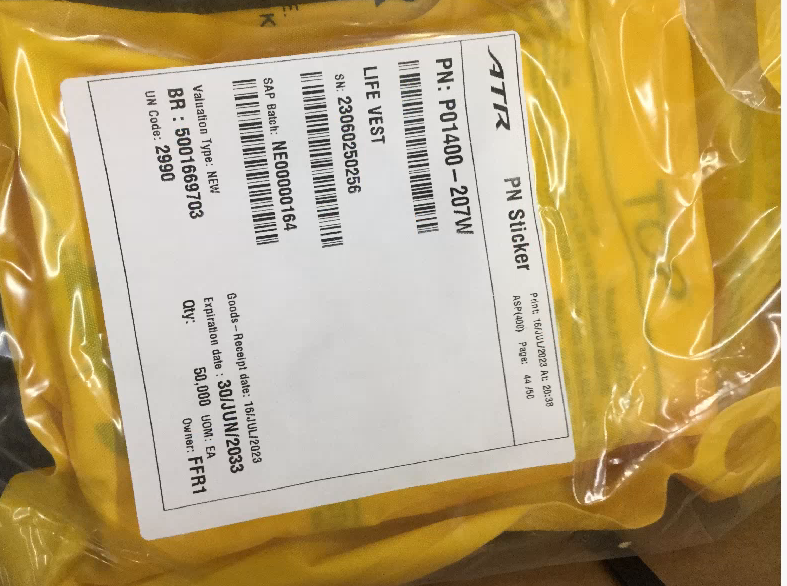 ATR
PN Sticker
Print: 16/JUL/2023 At: 20:38
ASP(400) Page: 44 /50
PN: P01400-207W
LIFE VEST
SN: 23060250256
SAP Batch: NE00000164
Goods-Receipt date: 16/JUL/2023
Valuation Type: NEW
Expiration date : 30/JUN/2033
BR : 5001669703
Qty: 50,000 UOM: EA
UN Code: 2990
Owner: FFR1
TOP